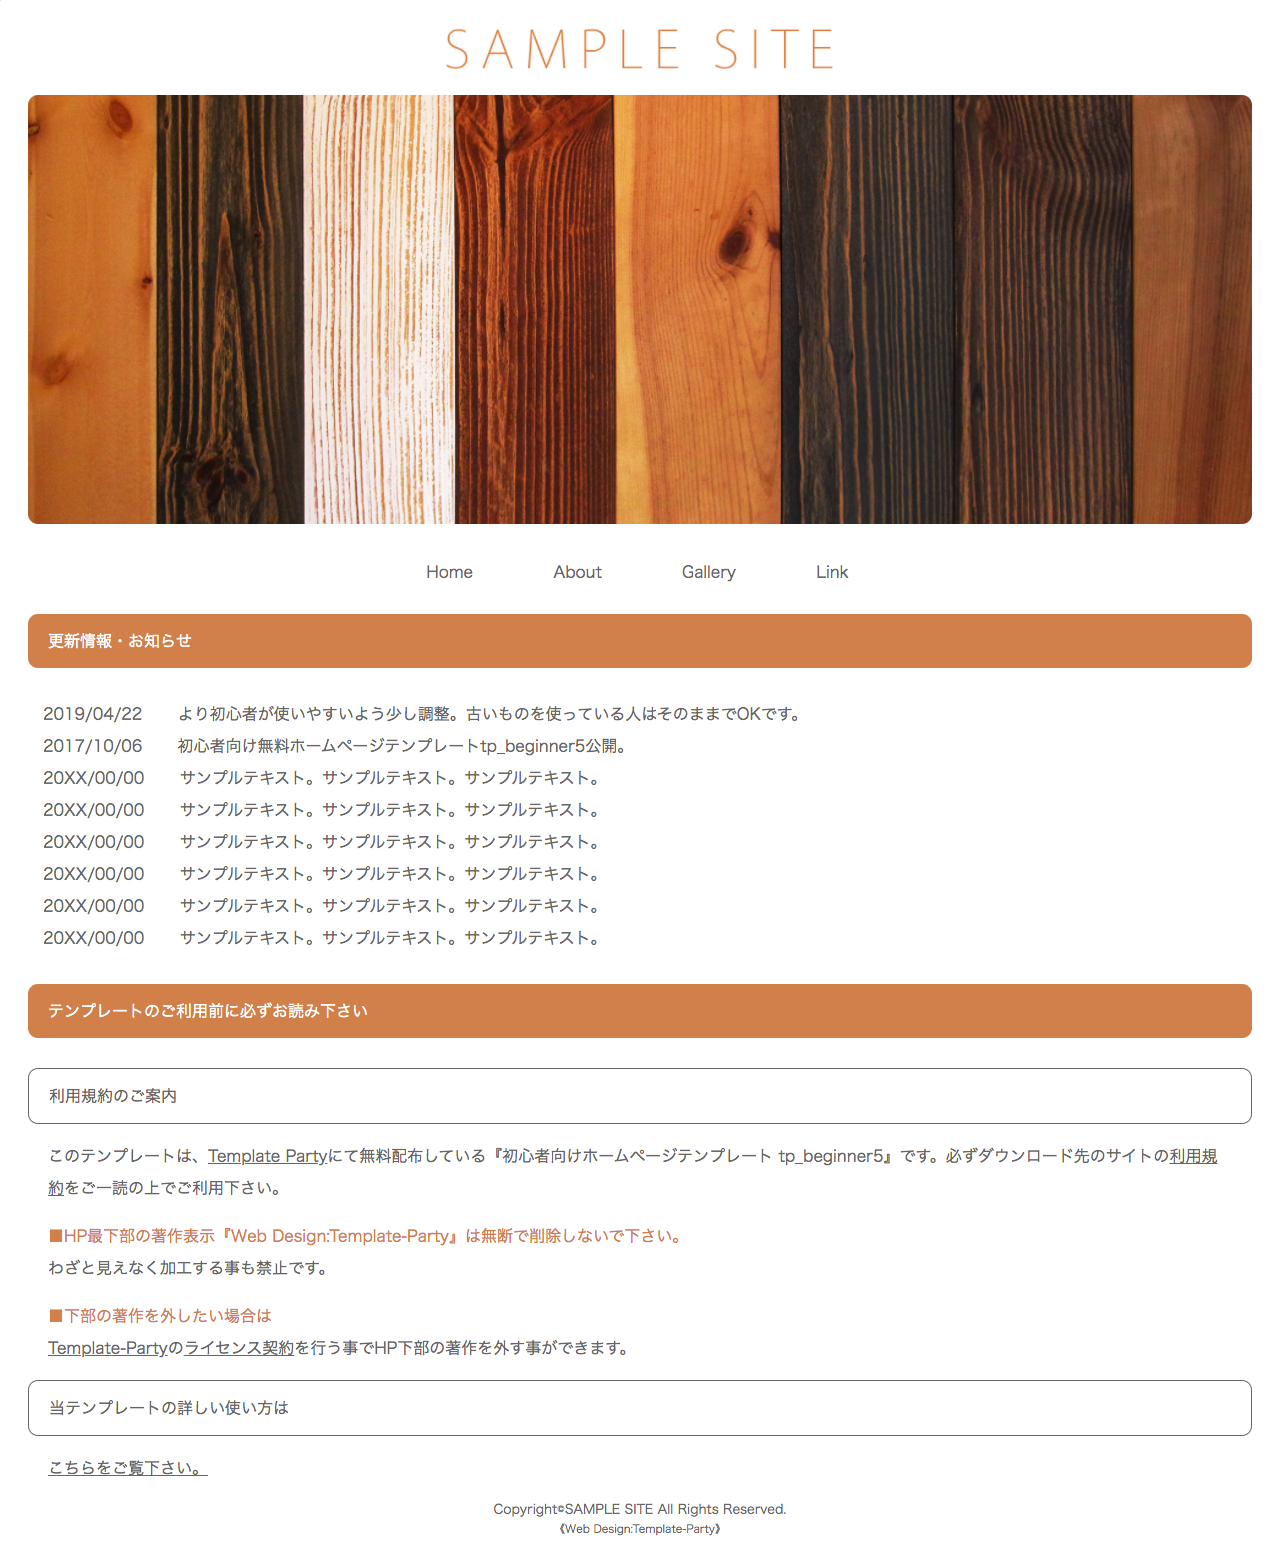 SAMPLE SITE
Home About Gallery Link
更新情報・お知らせ
2019/04/22 より初心者が使いやすいよう少し調整。古いものを使っている人はそのままでOKです。
2017/10/06 初心者向け無料ホームページテンプレートtp_beginner5公開。
20XX/00/00 サンプルテキスト。サンプルテキスト。サンプルテキスト。
20XX/00/00 サンプルテキスト。サンプルテキスト。サンプルテキスト。
20XX/00/00 サンプルテキスト。サンプルテキスト。サンプルテキスト。
20XX/00/00 サンプルテキスト。サンプルテキスト。サンプルテキスト。
20XX/00/00 サンプルテキスト。サンプルテキスト。サンプルテキスト。
20XX/00/00 サンプルテキスト。サンプルテキスト。サンプルテキスト。
テンプレートのご利用前に必ずお読み下さい
利用規約のご案内
このテンプレートは、Template Partyにて無料配布している『初心者向けホームページテンプレート tp_beginner5』です。必ずダウンロード先のサイトの利用規
約をご一読の上でご利用下さい。
■HP最下部の著作表示『Web Design:Template-Party』は無断で削除しないで下さい。
わざと見えなく加工する事も禁止です。
■下部の著作を外したい場合は
Template-Partyのライセンス契約を行う事でHP下部の著作を外す事ができます。
当テンプレートの詳しい使い方は
こちらをご覧下さい。
Copyright©SAMPLE SITE All Rights Reserved.
《Web Design:Template-Party》